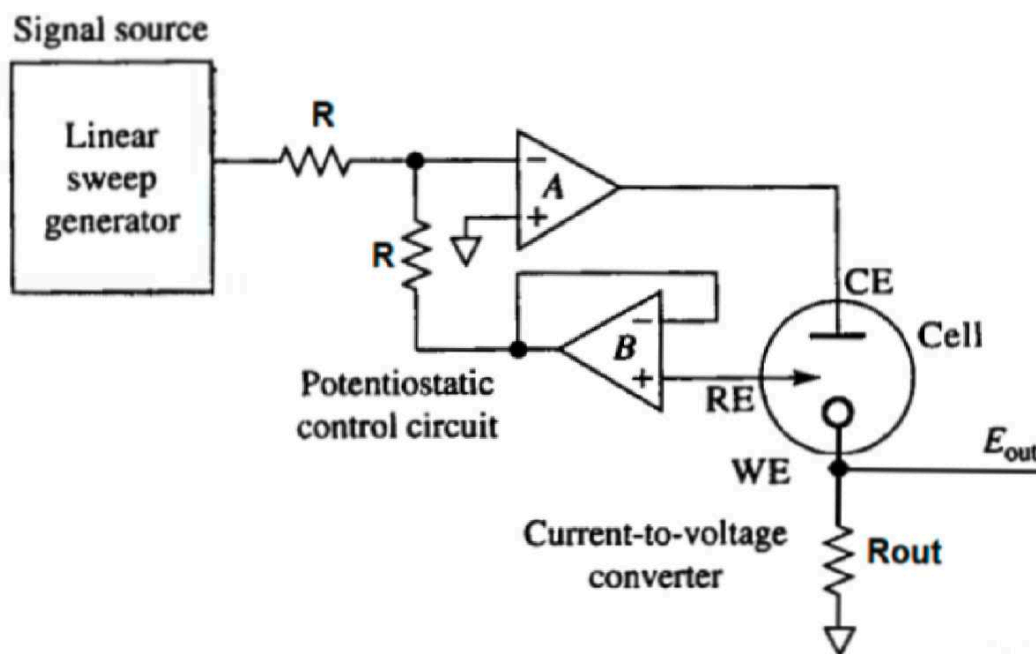 Signal source
Linear
sweep
generator
R
R
−
A
+
−
B
+
CE
Cell
RE
Potentiostatic
control circuit
WE
E_out
Current-to-voltage
converter
Rout